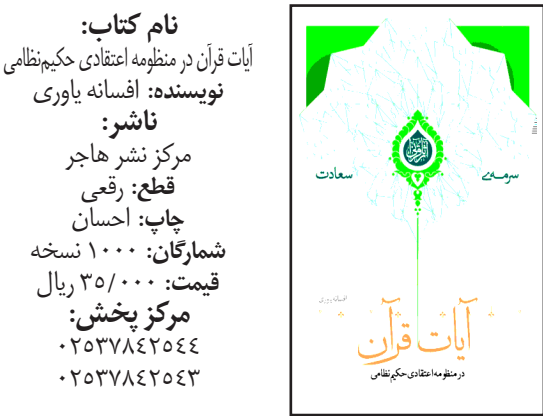 نام کتاب:
آیات قرآن در منظومه اعتقادی حکیم‌نظامی
نویسنده: افسانه یاوری
ناشر:
مرکز نشر هاجر
قطع: رقعی
چاپ: احسان
شمارگان: ۱۰۰۰ نسخه
قیمت: ۳۵/۰۰۰ ریال
مرکز پخش:
۰۲۵۳۷۸٤۲۵٤٤
۰۲۵۳۷۸٤۲۵٤۳
سرمه‌ی
سعادت
افسانه یاوری
آیات قرآن
در منظومه اعتقادی حکیم نظامی